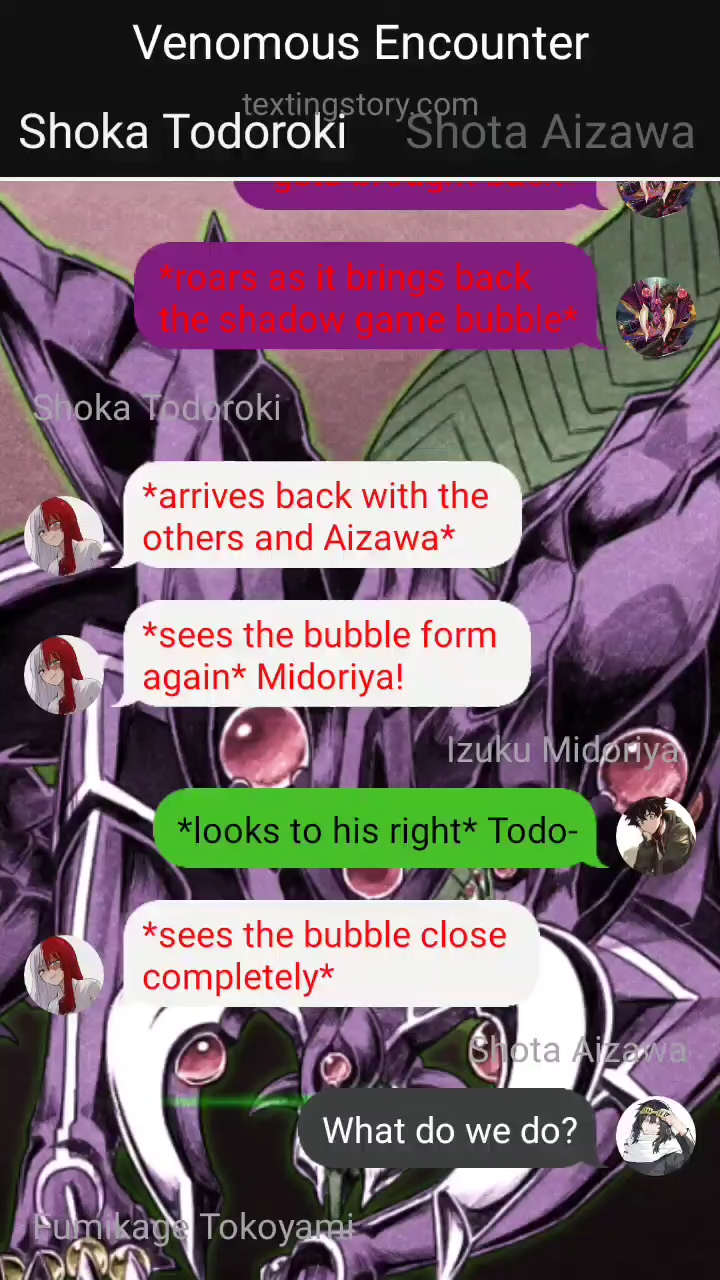 Venomous Encounter
textingstory.com
Shoka Todoroki
Shota Aizawa
*roars as it brings back
the shadow game bubble*
Shoka Todoroki
*arrives back with the
others and Aizawa*
*sees the bubble form
again* Midoriya!
Izuku Midoriya
*looks to his right* Todo-
*sees the bubble close
completely*
Shota Aizawa
What do we do?
Fumikage Tokoyami